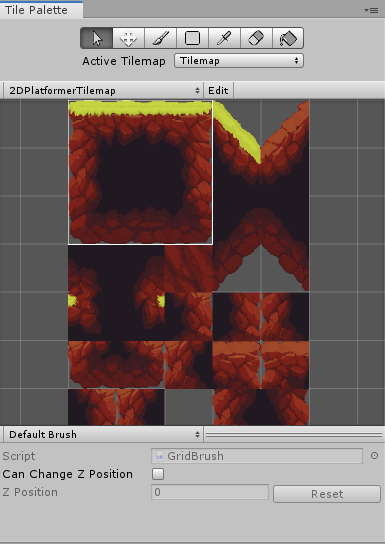 Tile Palette
Active Tilemap Tilemap
2DPlatformerTilemap Edit
Default Brush
Script GridBrush
Can Change Z Position
Z Position 0 Reset